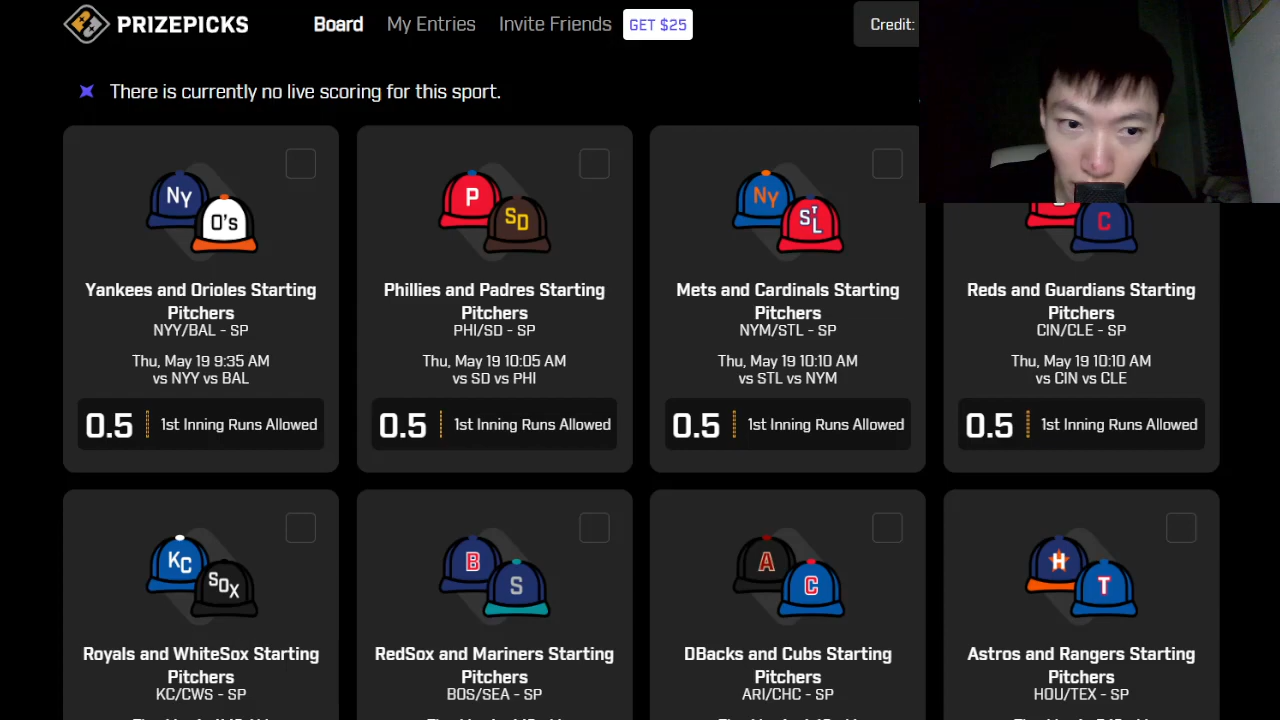 PRIZEPICKS Board My Entries Invite Friends GET $25 Credit:
There is currently no live scoring for this sport.
NY O'S
P SD
NY STL
C
Yankees and Orioles Starting Pitchers
NYY/BAL - SP
Thu, May 19 9:35 AM
vs NYY vs BAL
0.5 1st Inning Runs Allowed
Phillies and Padres Starting Pitchers
PHI/SD - SP
Thu, May 19 10:05 AM
vs SD vs PHI
0.5 1st Inning Runs Allowed
Mets and Cardinals Starting Pitchers
NYM/STL - SP
Thu, May 19 10:10 AM
vs STL vs NYM
0.5 1st Inning Runs Allowed
Reds and Guardians Starting Pitchers
CIN/CLE - SP
Thu, May 19 10:10 AM
vs CIN vs CLE
0.5 1st Inning Runs Allowed
KC SOX
B S
A C
H T
Royals and WhiteSox Starting Pitchers
KC/CWS - SP
RedSox and Mariners Starting Pitchers
BOS/SEA - SP
DBacks and Cubs Starting Pitchers
ARI/CHC - SP
Astros and Rangers Starting Pitchers
HOU/TEX - SP